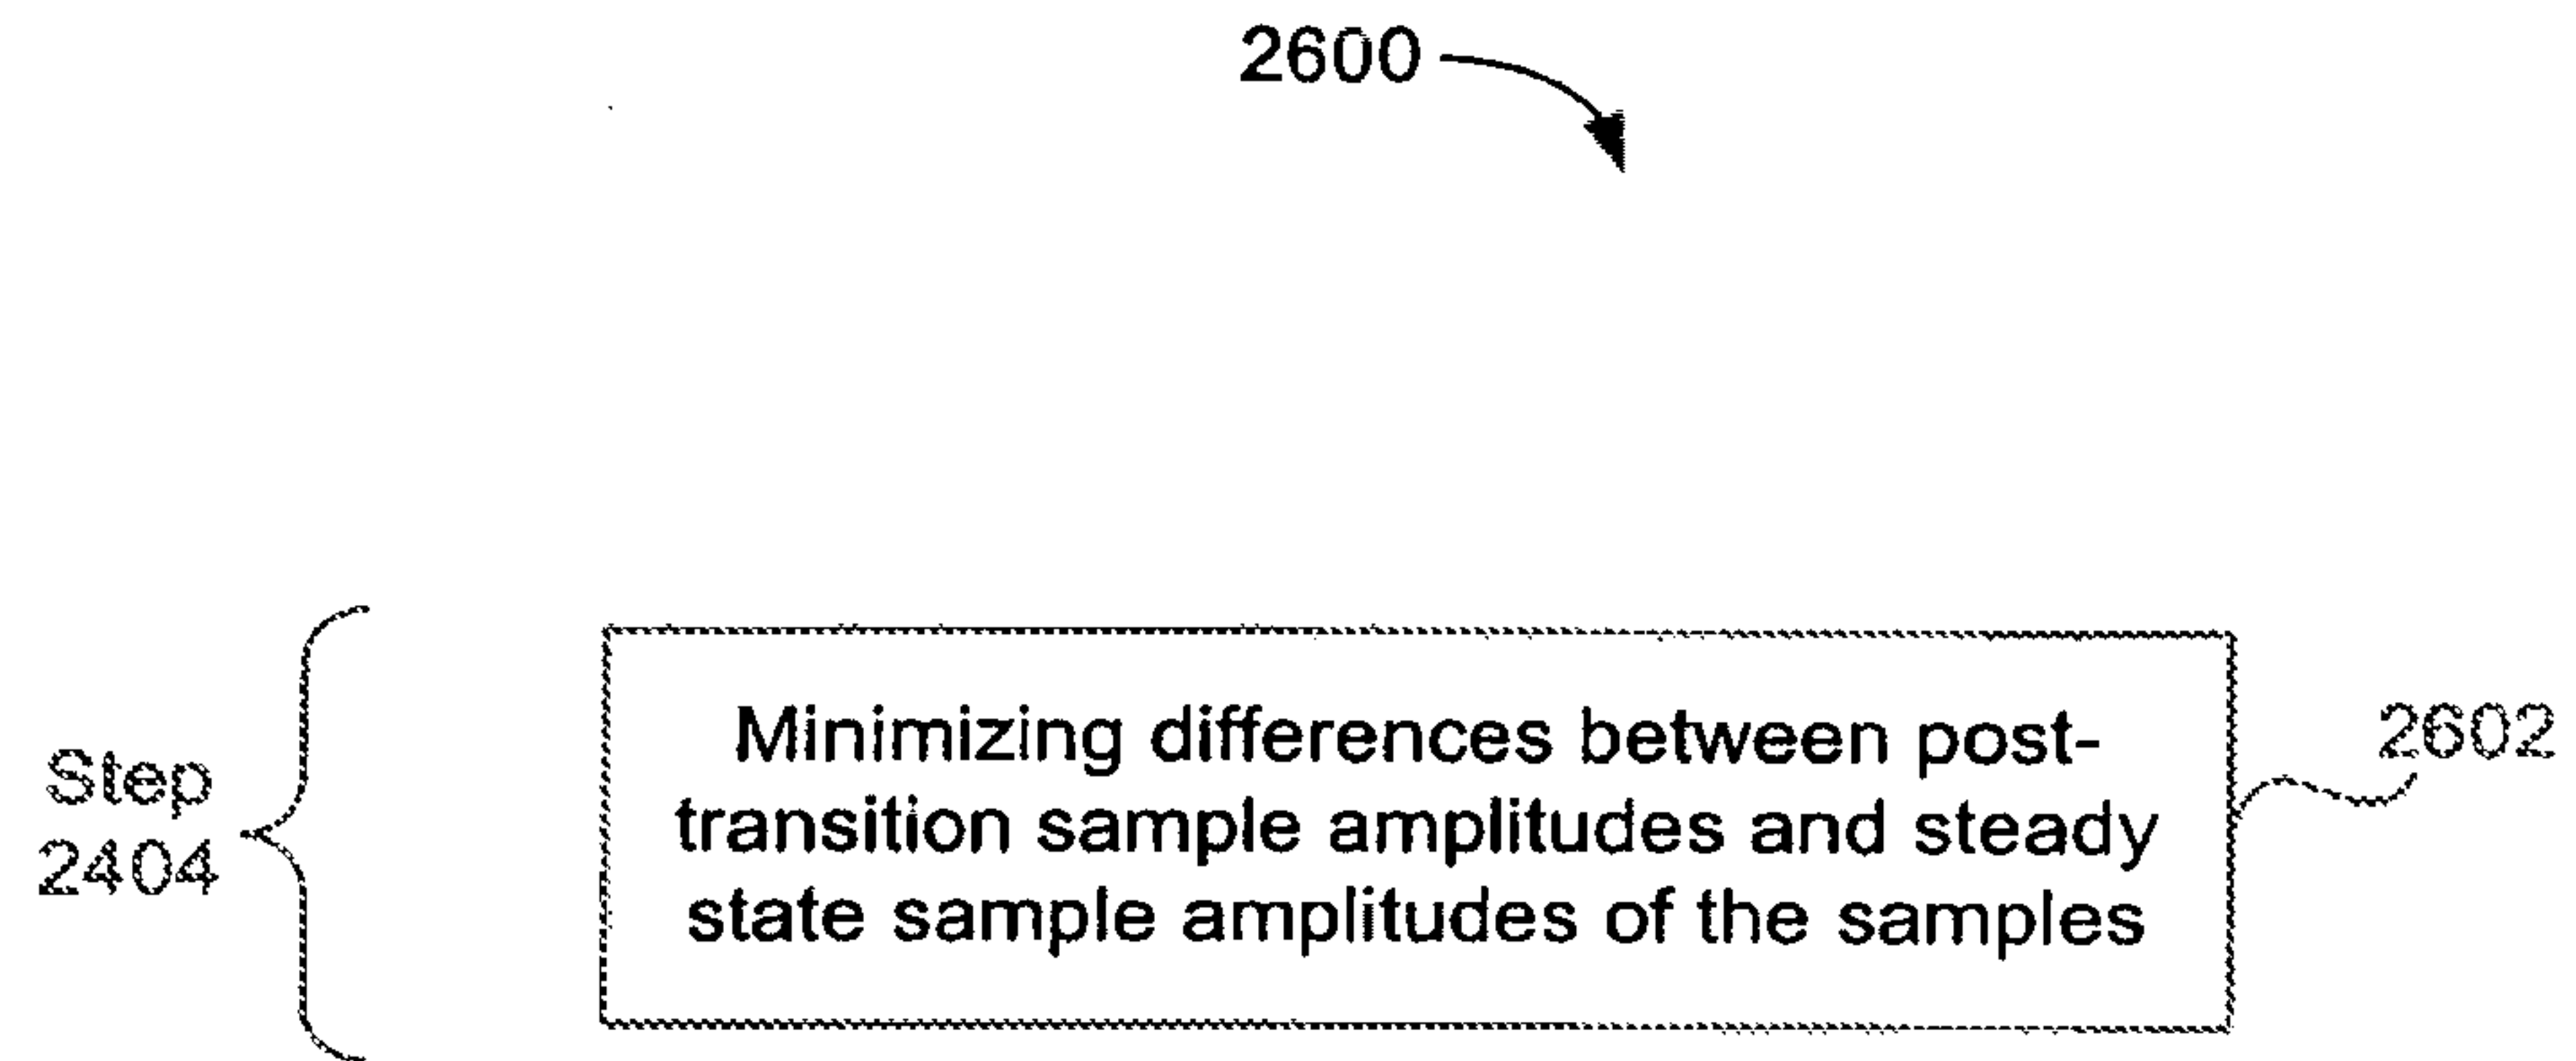 2600
Minimizing differences between post-
transition sample amplitudes and steady
state sample amplitudes of the samples
Step
2404
2602